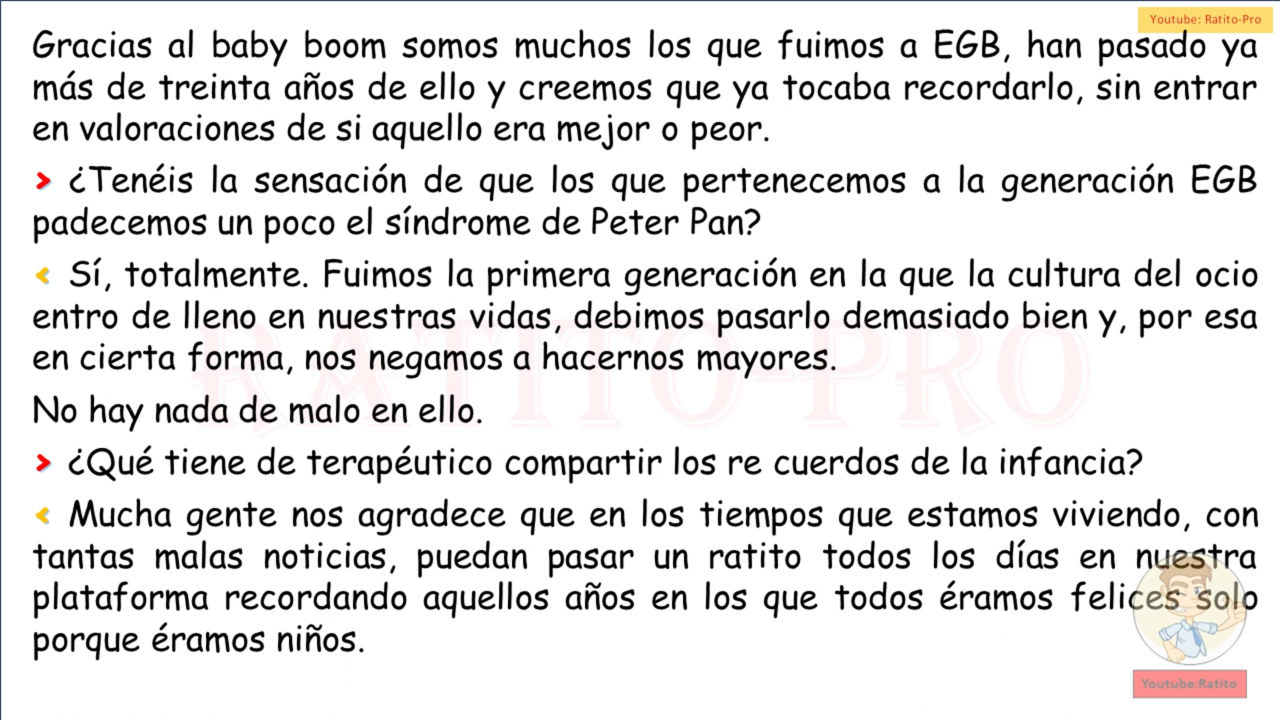 Youtube: Ratito-Pro
Gracias al baby boom somos muchos los que fuimos a EGB, han pasado ya
más de treinta años de ello y creemos que ya tocaba recordarlo, sin entrar
en valoraciones de si aquello era mejor o peor.
> ¿Tenéis la sensación de que los que pertenecemos a la generación EGB
padecemos un poco el síndrome de Peter Pan?
< Sí, totalmente. Fuimos la primera generación en la que la cultura del ocio
entro de lleno en nuestras vidas, debimos pasarlo demasiado bien y, por esa
en cierta forma, nos negamos a hacernos mayores.
No hay nada de malo en ello.
> ¿Qué tiene de terapéutico compartir los re cuerdos de la infancia?
< Mucha gente nos agradece que en los tiempos que estamos viviendo, con
tantas malas noticias, puedan pasar un ratito todos los días en nuestra
plataforma recordando aquellos años en los que todos éramos felices solo
porque éramos niños.
RATITO-PRO
Youtube:Ratito